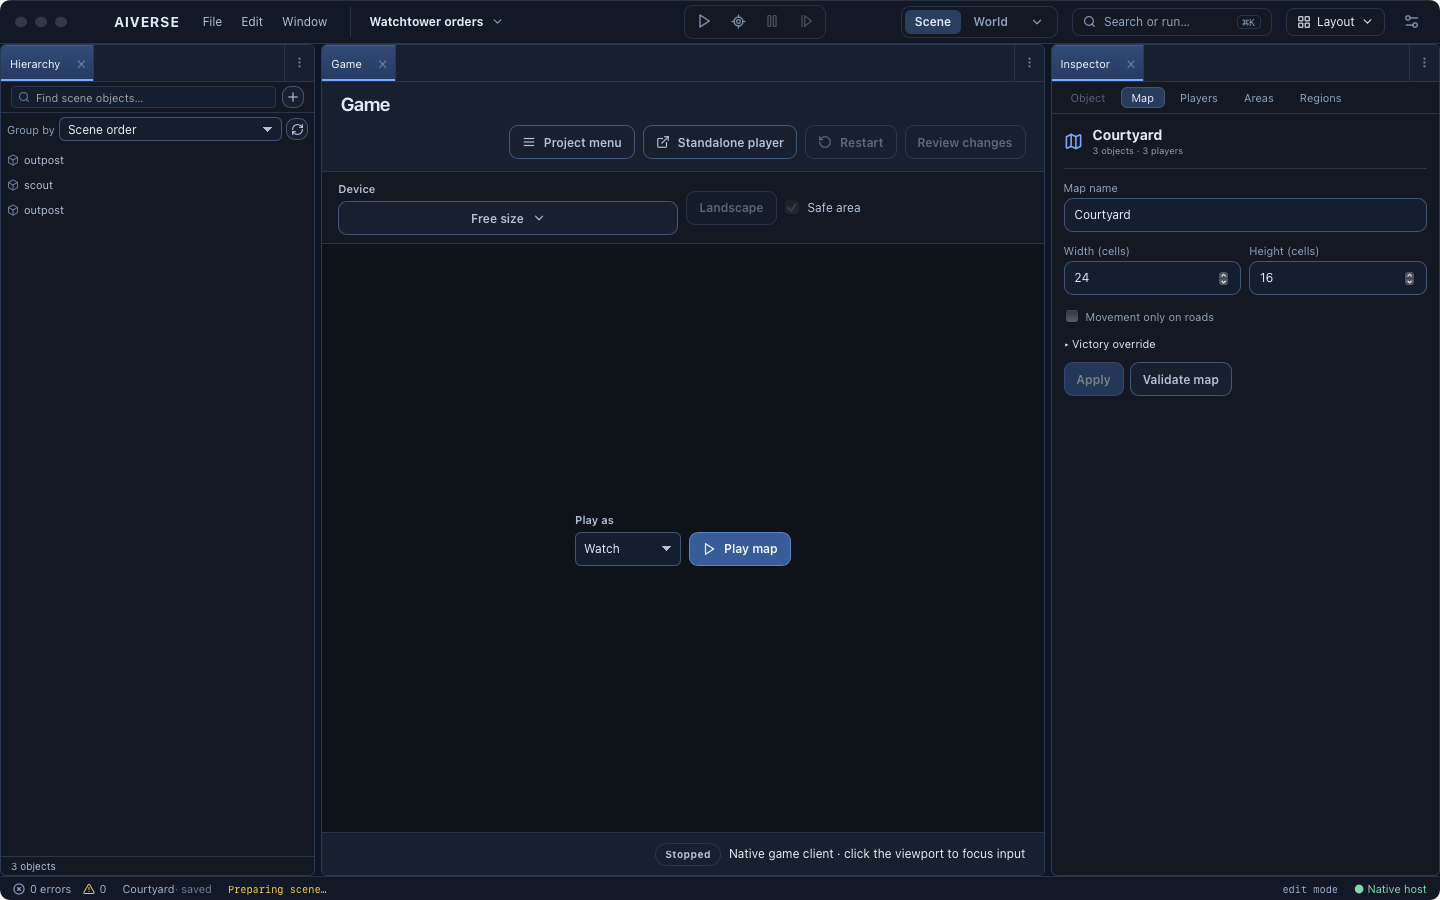 AIVERSE File Edit Window Watchtower orders Scene World Search or run... ⌘K Layout
Hierarchy
Find scene objects...
Group by Scene order
outpost
scout
outpost
3 objects
Game
Game
Project menu Standalone player Restart Review changes
Device
Free size Landscape Safe area
Play as
Watch Play map
Stopped Native game client · click the viewport to focus input
Inspector
Object Map Players Areas Regions
Courtyard
3 objects · 3 players
Map name
Courtyard
Width (cells) Height (cells)
24 16
Movement only on roads
Victory override
Apply Validate map
0 errors 0 Courtyard · saved Preparing scene… edit mode Native host